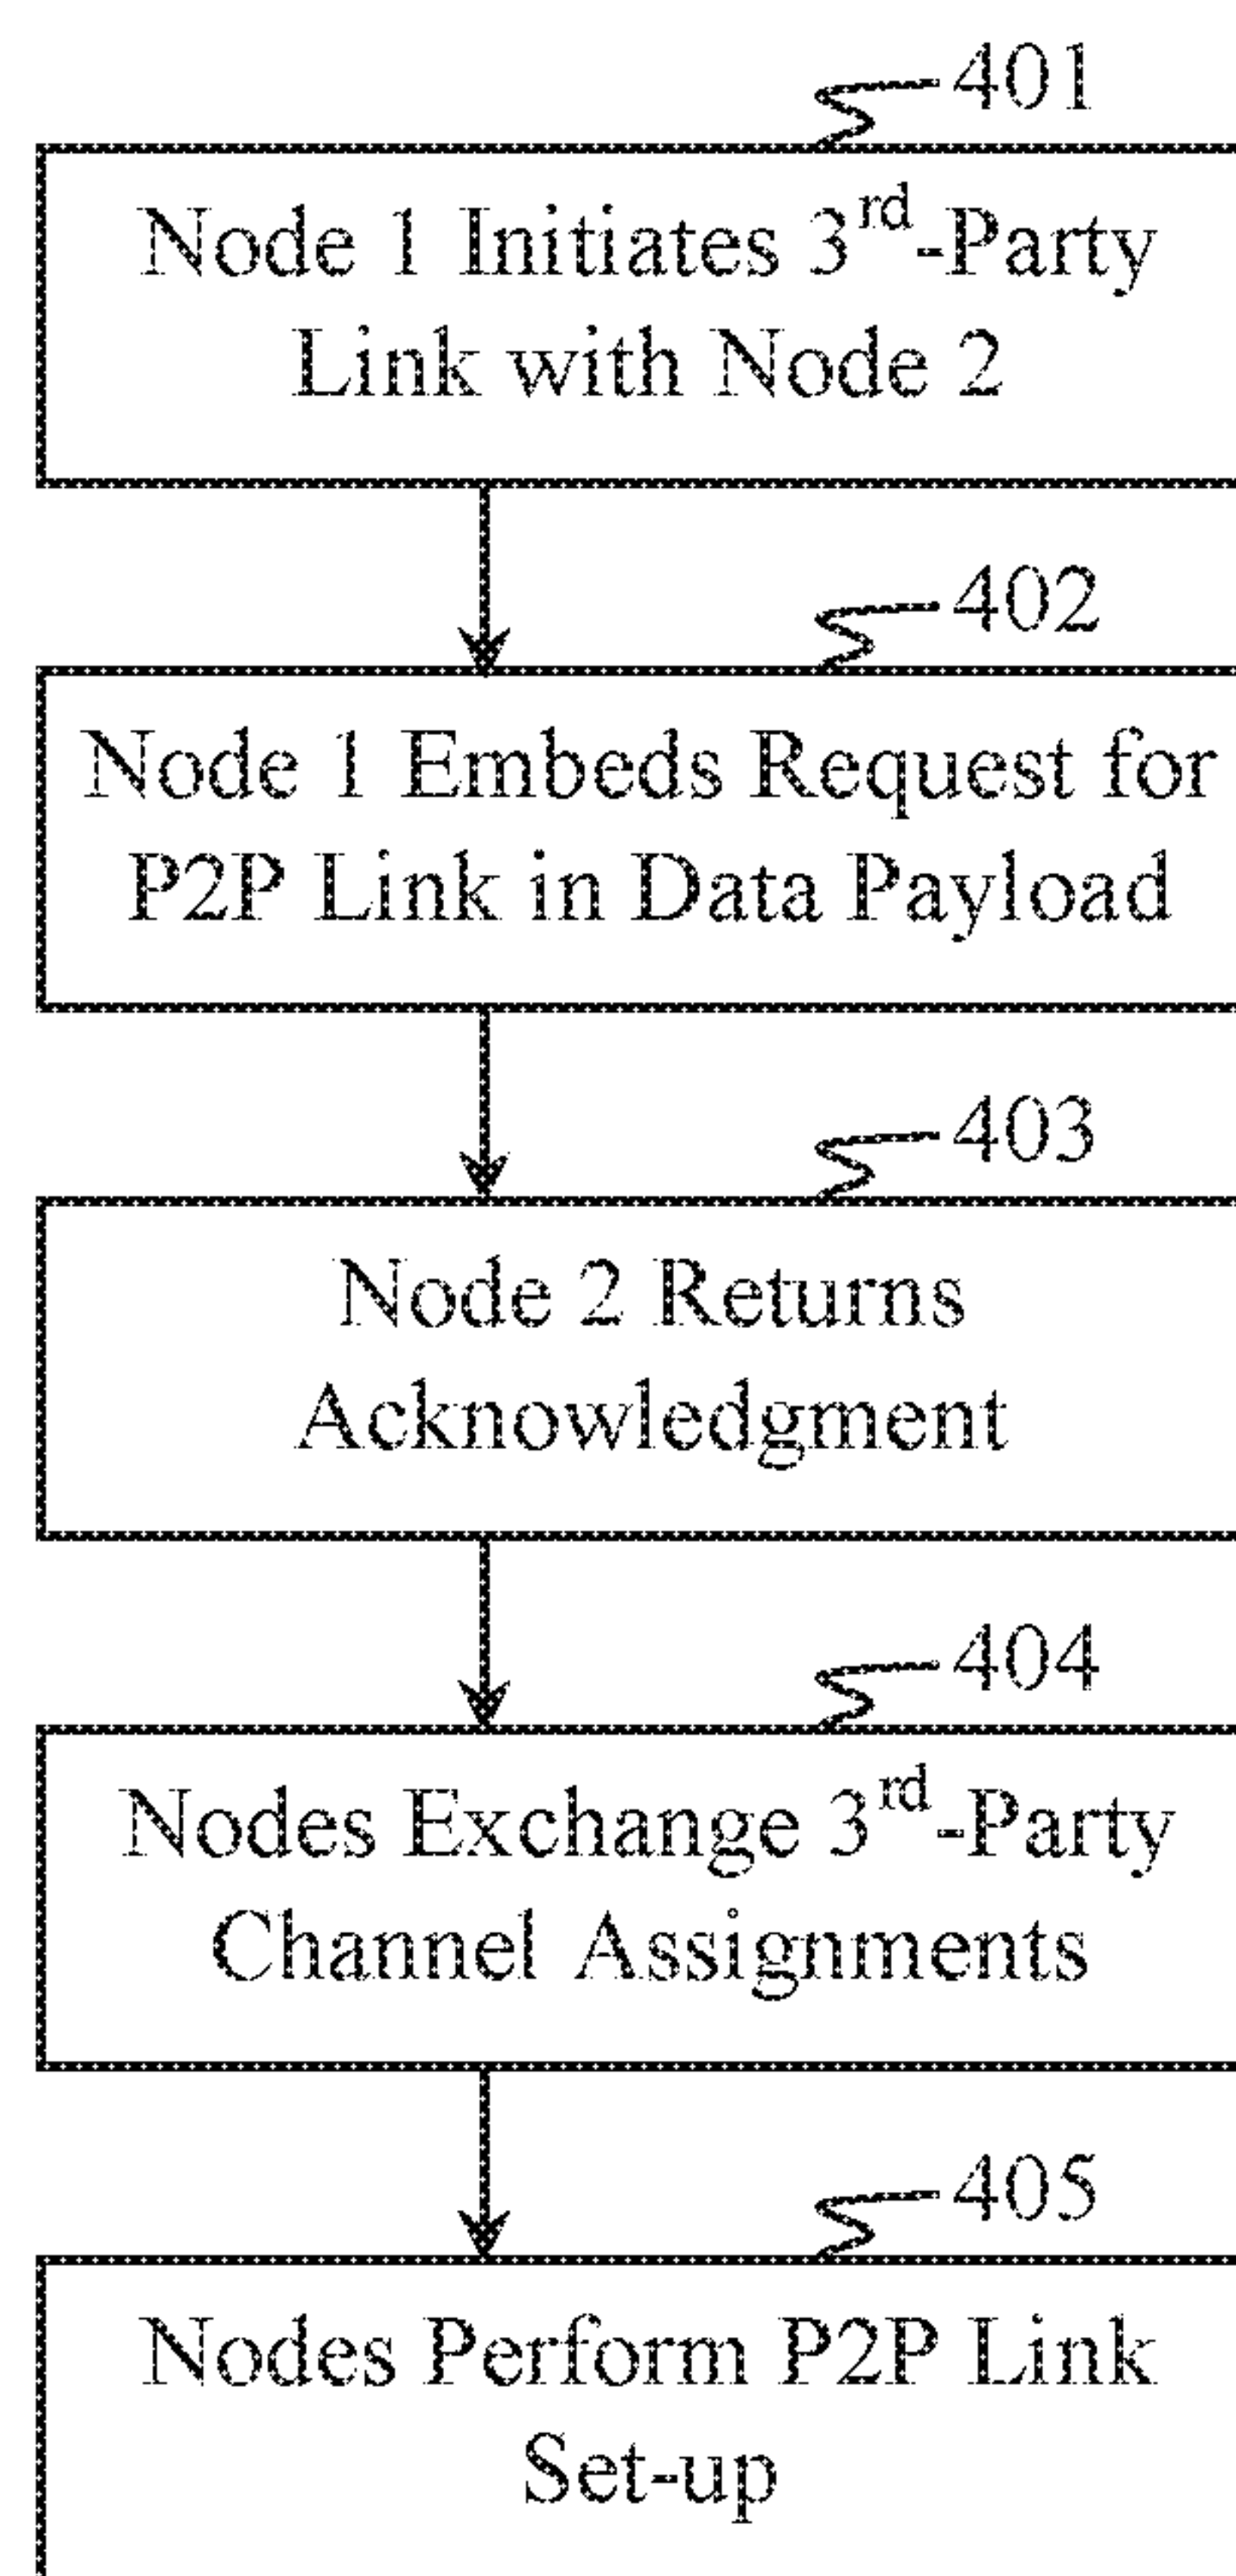 401
Node 1 Initiates 3rd-Party
Link with Node 2
402
Node 1 Embeds Request for
P2P Link in Data Payload
403
Node 2 Returns
Acknowledgment
404
Nodes Exchange 3rd-Party
Channel Assignments
405
Nodes Perform P2P Link
Set-up